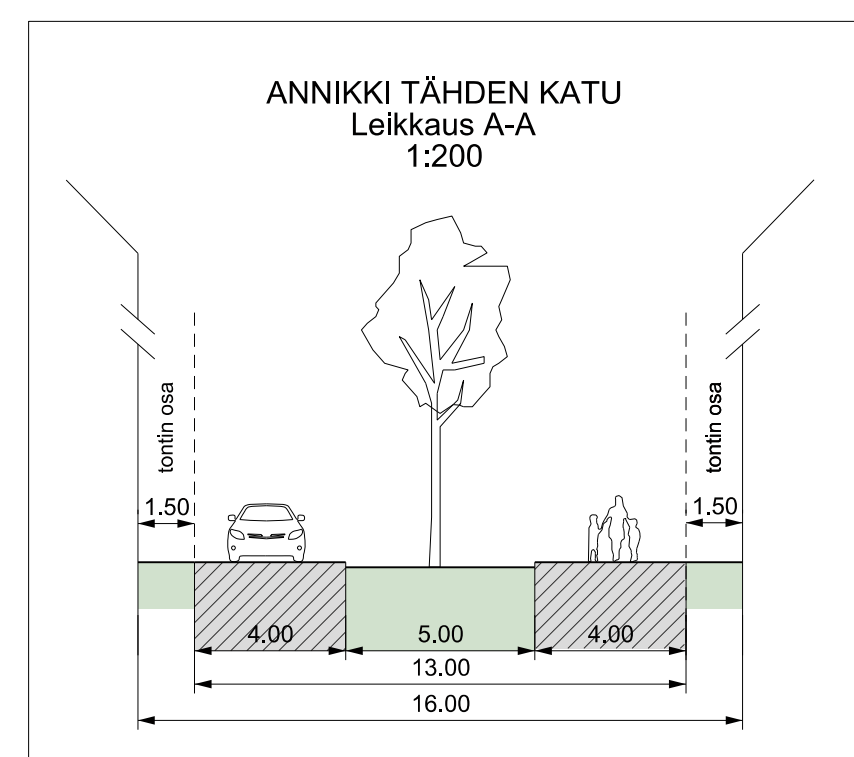 ANNIKKI TÄHDEN KATU
Leikkaus A-A
1:200
tontin osa
tontin osa
1.50
1.50
4.00
5.00
4.00
13.00
16.00